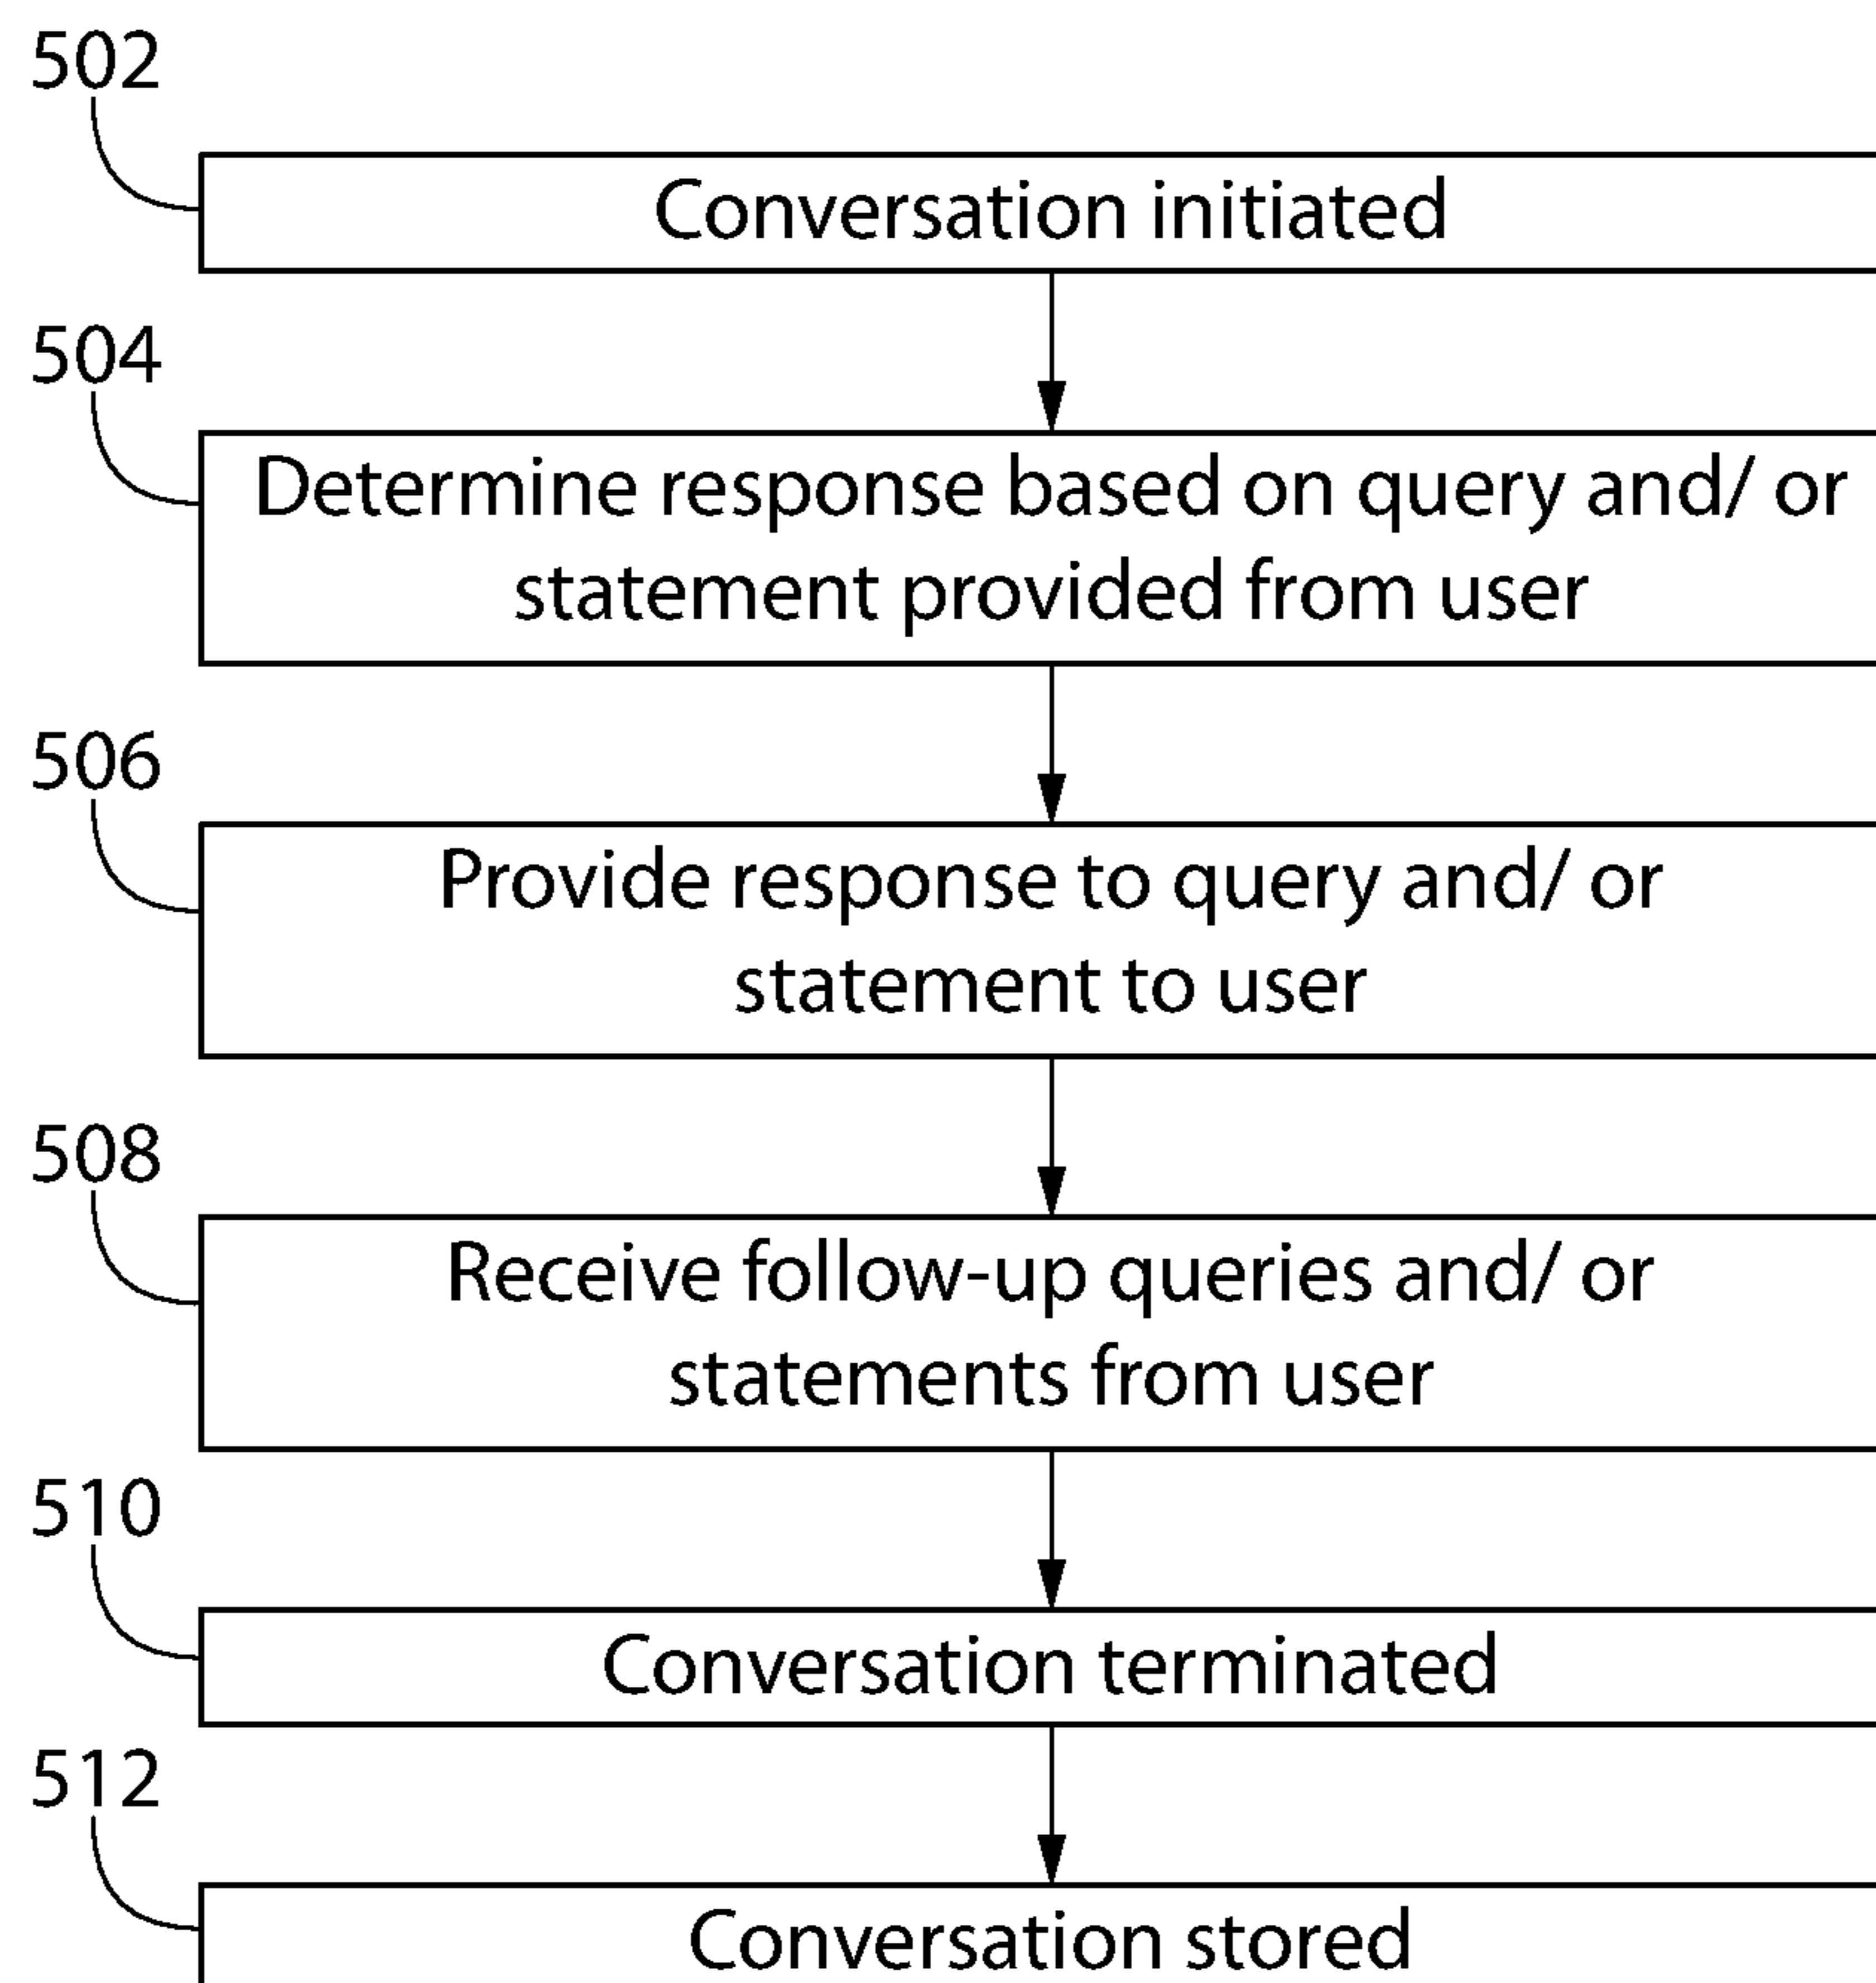 502
Conversation initiated
504
Determine response based on query and/ or
statement provided from user
506
Provide response to query and/ or
statement to user
508
Receive follow-up queries and/ or
statements from user
510
Conversation terminated
512
Conversation stored